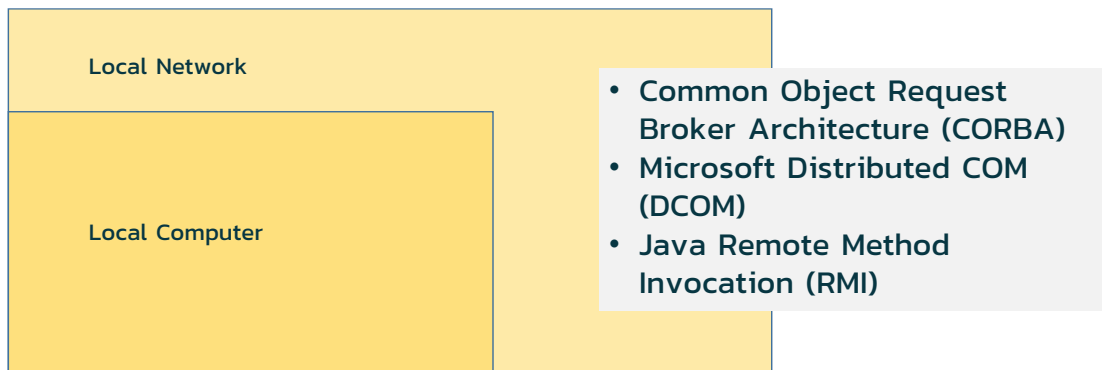 Local Network
Local Computer
• Common Object Request
Broker Architecture (CORBA)
• Microsoft Distributed COM
(DCOM)
• Java Remote Method
Invocation (RMI)